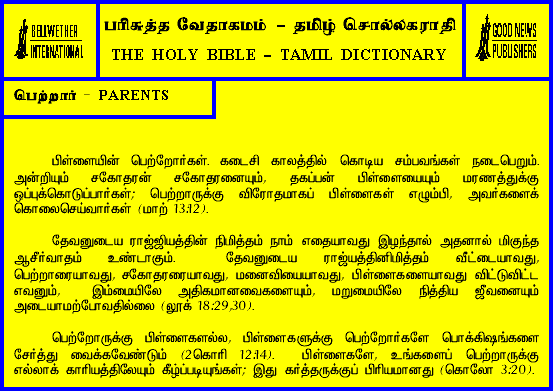 BELLWETHER
INTERNATIONAL
பரிசுத்த வேதாகமம் - தமிழ் சொல்லகராதி
THE HOLY BIBLE - TAMIL DICTIONARY
GOOD NEWS
PUBLISHERS
பெற்றார் - PARENTS
பிள்ளையின் பெற்றோர்கள். கடைசி காலத்தில் கொடிய சம்பவங்கள் நடைபெறும்.
அன்றியும் சகோதரன் சகோதரனையும், தகப்பன் பிள்ளையையும் மரணத்துக்கு
ஒப்புக்கொடுப்பார்கள்; பெற்றாருக்கு விரோதமாகப் பிள்ளைகள் எழும்பி, அவர்களைக்
கொலைசெய்வார்கள் (மாற் 13:12).
தேவனுடைய ராஜ்ஜியத்தின் நிமித்தம் நாம் எதையாவது இழந்தால் அதனால் மிகுந்த
ஆசீர்வாதம் உண்டாகும். தேவனுடைய ராஜ்யத்தினிமித்தம் வீட்டையாவது,
பெற்றாரையாவது, சகோதரரையாவது, மனைவியையாவது, பிள்ளைகளையாவது விட்டுவிட்ட
எவனும், இம்மையிலே அதிகமானவைகளையும், மறுமையிலே நித்திய ஜீவனையும்
அடையாமற்போவதில்லை (லூக் 18:29,30).
பெற்றோருக்கு பிள்ளைகளல்ல, பிள்ளைகளுக்கு பெற்றோர்களே பொக்கிஷங்களை
சேர்த்து வைக்கவேண்டும் (2கொரி 12:14). பிள்ளைகளே, உங்களைப் பெற்றாருக்கு
எல்லாக் காரியத்திலேயும் கீழ்ப்படியுங்கள்; இது கர்த்தருக்குப் பிரியமானது (கொலோ 3:20).